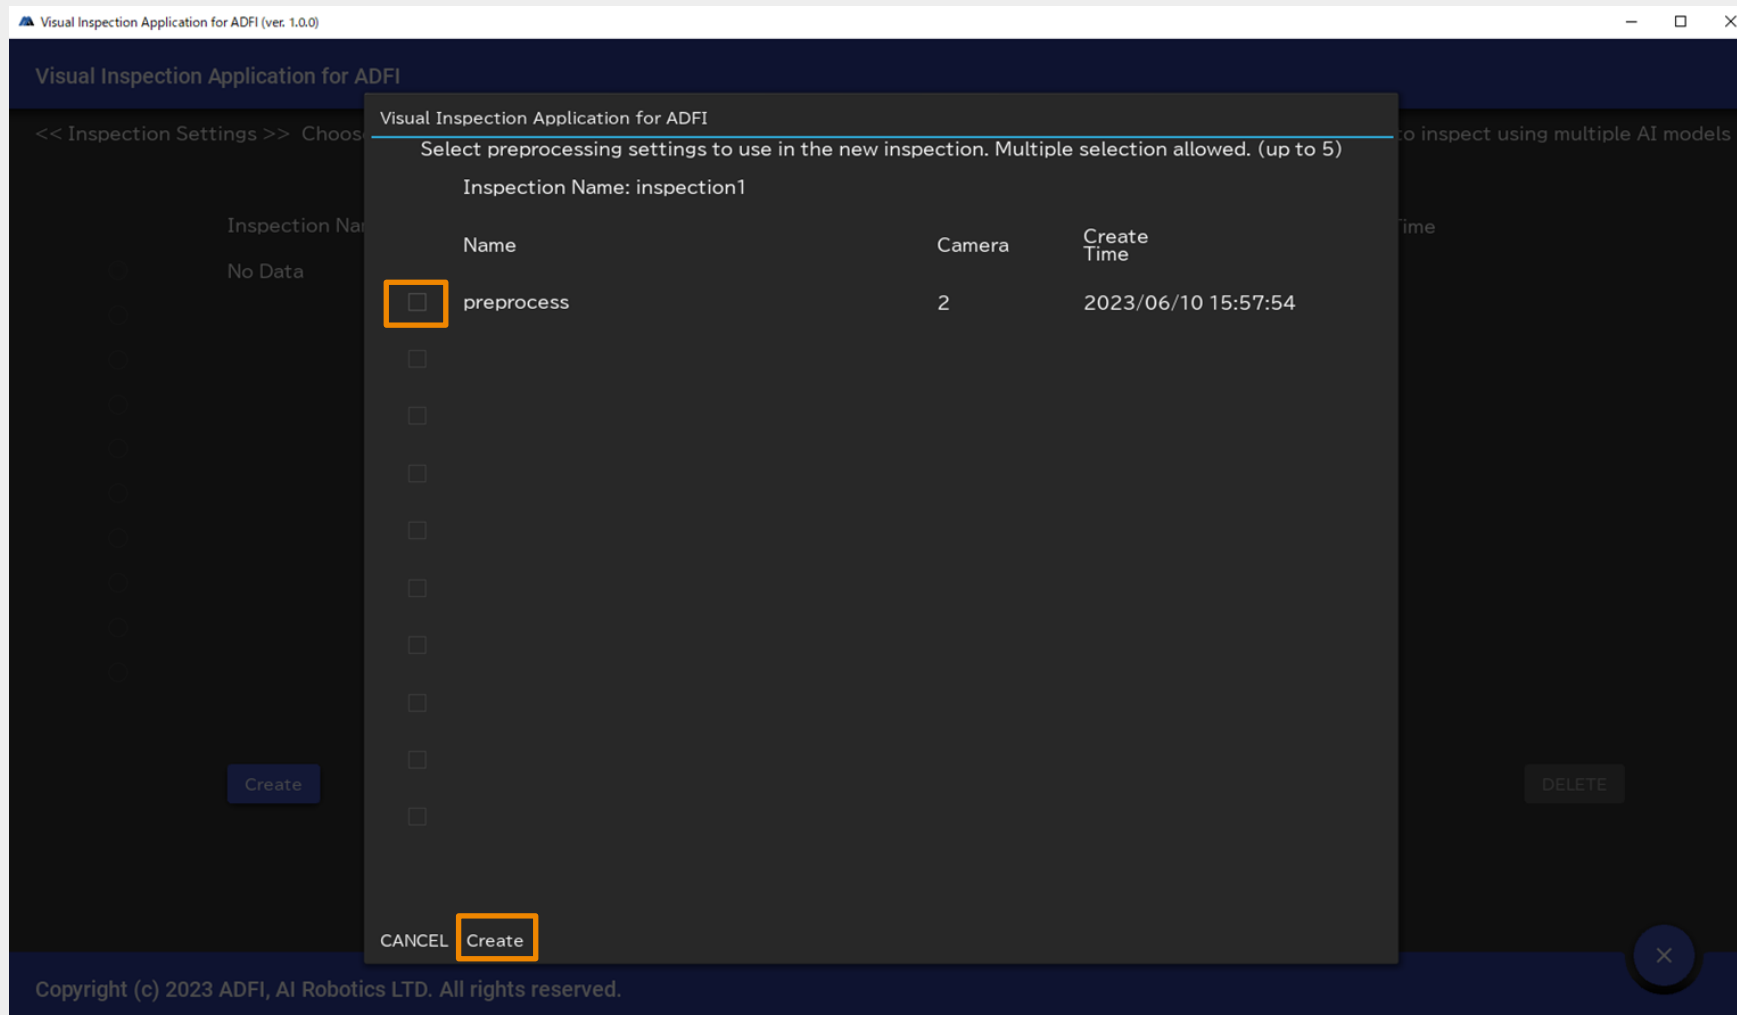 Visual Inspection Application for ADFI (ver. 1.0.0)
Visual Inspection Application for ADFI
<< Inspection Settings >> Choos
to inspect using multiple AI models
Visual Inspection Application for ADFI
Select preprocessing settings to use in the new inspection. Multiple selection allowed. (up to 5)
Inspection Name: inspection1
Inspection Na
Time
Name
Camera
Create
Time
No Data
preprocess
2
2023/06/10 15:57:54
Create
DELETE
CANCEL
Create
Copyright (c) 2023 ADFI, AI Robotics LTD. All rights reserved.